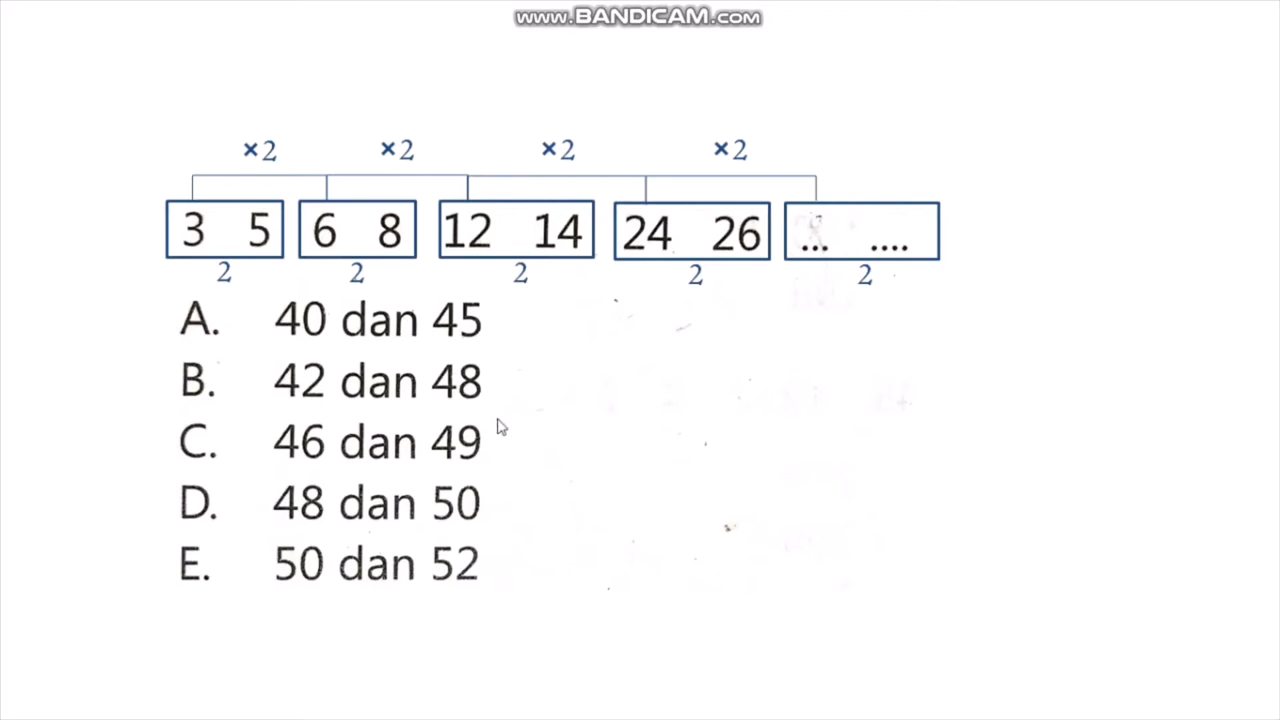 www.BANDICAM.com
×2 ×2 ×2 ×2
3 5 6 8 12 14 24 26 ... ....
2 2 2 2 2
A. 40 dan 45
B. 42 dan 48
C. 46 dan 49
D. 48 dan 50
E. 50 dan 52